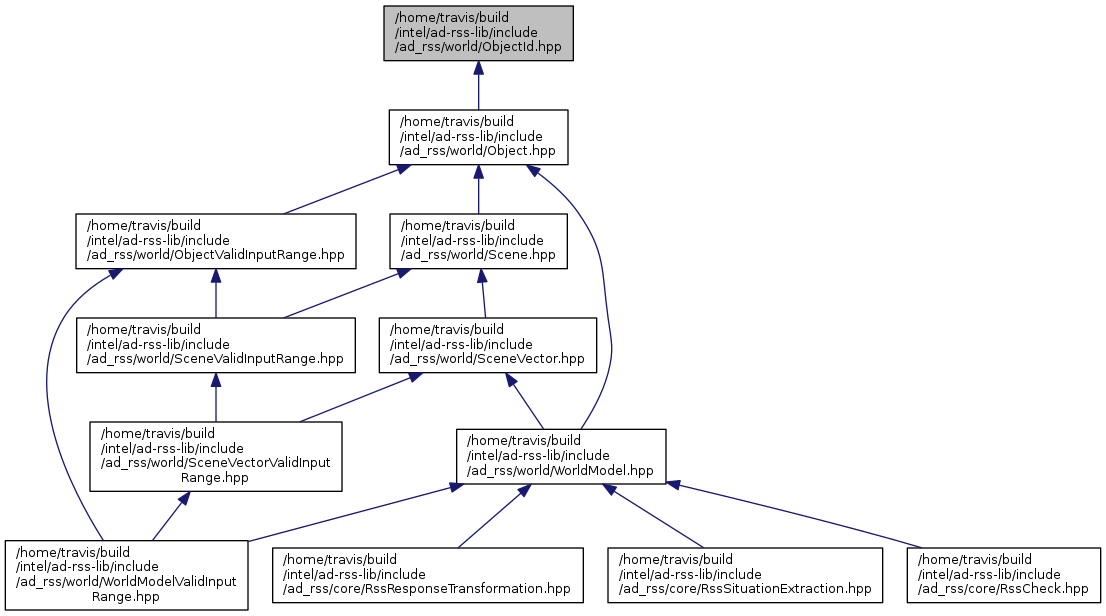 /home/travis/build
/intel/ad-rss-lib/include
/ad_rss/world/ObjectId.hpp
/home/travis/build
/intel/ad-rss-lib/include
/ad_rss/world/Object.hpp
/home/travis/build
/intel/ad-rss-lib/include
/ad_rss/world/ObjectValidInputRange.hpp
/home/travis/build
/intel/ad-rss-lib/include
/ad_rss/world/Scene.hpp
/home/travis/build
/intel/ad-rss-lib/include
/ad_rss/world/SceneValidInputRange.hpp
/home/travis/build
/intel/ad-rss-lib/include
/ad_rss/world/SceneVector.hpp
/home/travis/build
/intel/ad-rss-lib/include
/ad_rss/world/SceneVectorValidInput
Range.hpp
/home/travis/build
/intel/ad-rss-lib/include
/ad_rss/world/WorldModel.hpp
/home/travis/build
/intel/ad-rss-lib/include
/ad_rss/world/WorldModelValidInput
Range.hpp
/home/travis/build
/intel/ad-rss-lib/include
/ad_rss/core/RssResponseTransformation.hpp
/home/travis/build
/intel/ad-rss-lib/include
/ad_rss/core/RssSituationExtraction.hpp
/home/travis/build
/intel/ad-rss-lib/include
/ad_rss/core/RssCheck.hpp